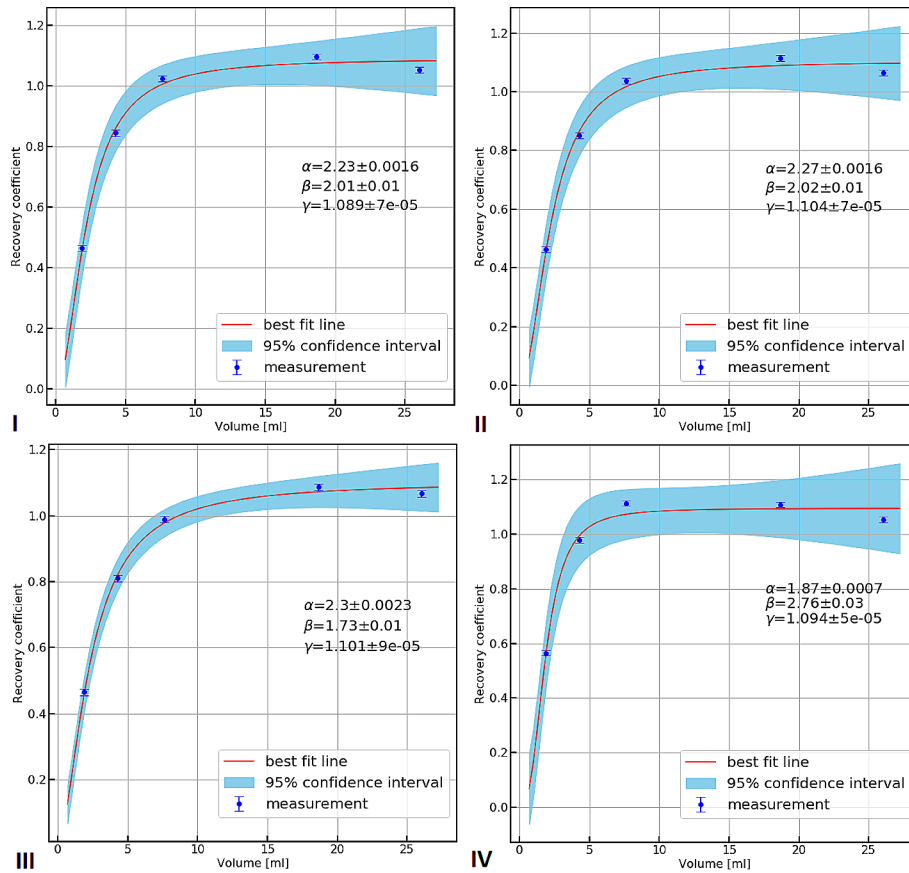 1.2
1.0
0.8
0.6
0.4
0.2
0.0
Recovery coefficient
α=2.23±0.0016
β=2.01±0.01
γ=1.089±7e-05
best fit line
95% confidence interval
measurement
0 5 10 15 20 25
Volume [ml]
I
1.2
1.0
0.8
0.6
0.4
0.2
0.0
Recovery coefficient
α=2.27±0.0016
β=2.02±0.01
γ=1.104±7e-05
best fit line
95% confidence interval
measurement
0 5 10 15 20 25
Volume [ml]
II
1.2
1.0
0.8
0.6
0.4
0.2
Recovery coefficient
α=2.3±0.0023
β=1.73±0.01
γ=1.101±9e-05
best fit line
95% confidence interval
measurement
0 5 10 15 20 25
Volume [ml]
III
1.2
1.0
0.8
0.6
0.4
0.2
0.0
Recovery coefficient
α=1.87±0.0007
β=2.76±0.03
γ=1.094±5e-05
best fit line
95% confidence interval
measurement
0 5 10 15 20 25
Volume [ml]
IV